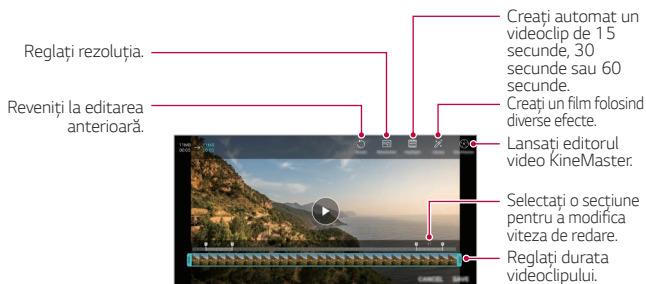 Reglați rezoluția.
Reveniți la editarea
anterioară.
Creați automat un
videoclip de 15
secunde, 30
secunde sau 60
secunde.
Creați un film folosind
diverse efecte.
Lansați editorul
video KineMaster.
Selectați o secțiune
pentru a modifica
viteza de redare.
Reglați durata
videoclipului.
CANCEL SAVE